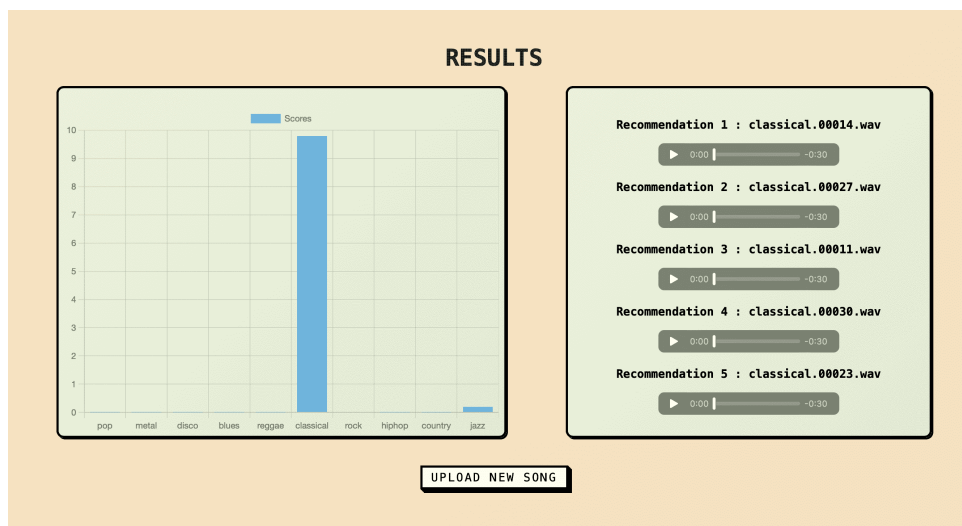 RESULTS
Scores
10
9
8
7
6
5
4
3
2
1
0
pop metal disco blues reggae classical rock hiphop country jazz
Recommendation 1 : classical.00014.wav
0:00 -0:30
Recommendation 2 : classical.00027.wav
0:00 -0:30
Recommendation 3 : classical.00011.wav
0:00 -0:30
Recommendation 4 : classical.00030.wav
0:00 -0:30
Recommendation 5 : classical.00023.wav
0:00 -0:30
UPLOAD NEW SONG